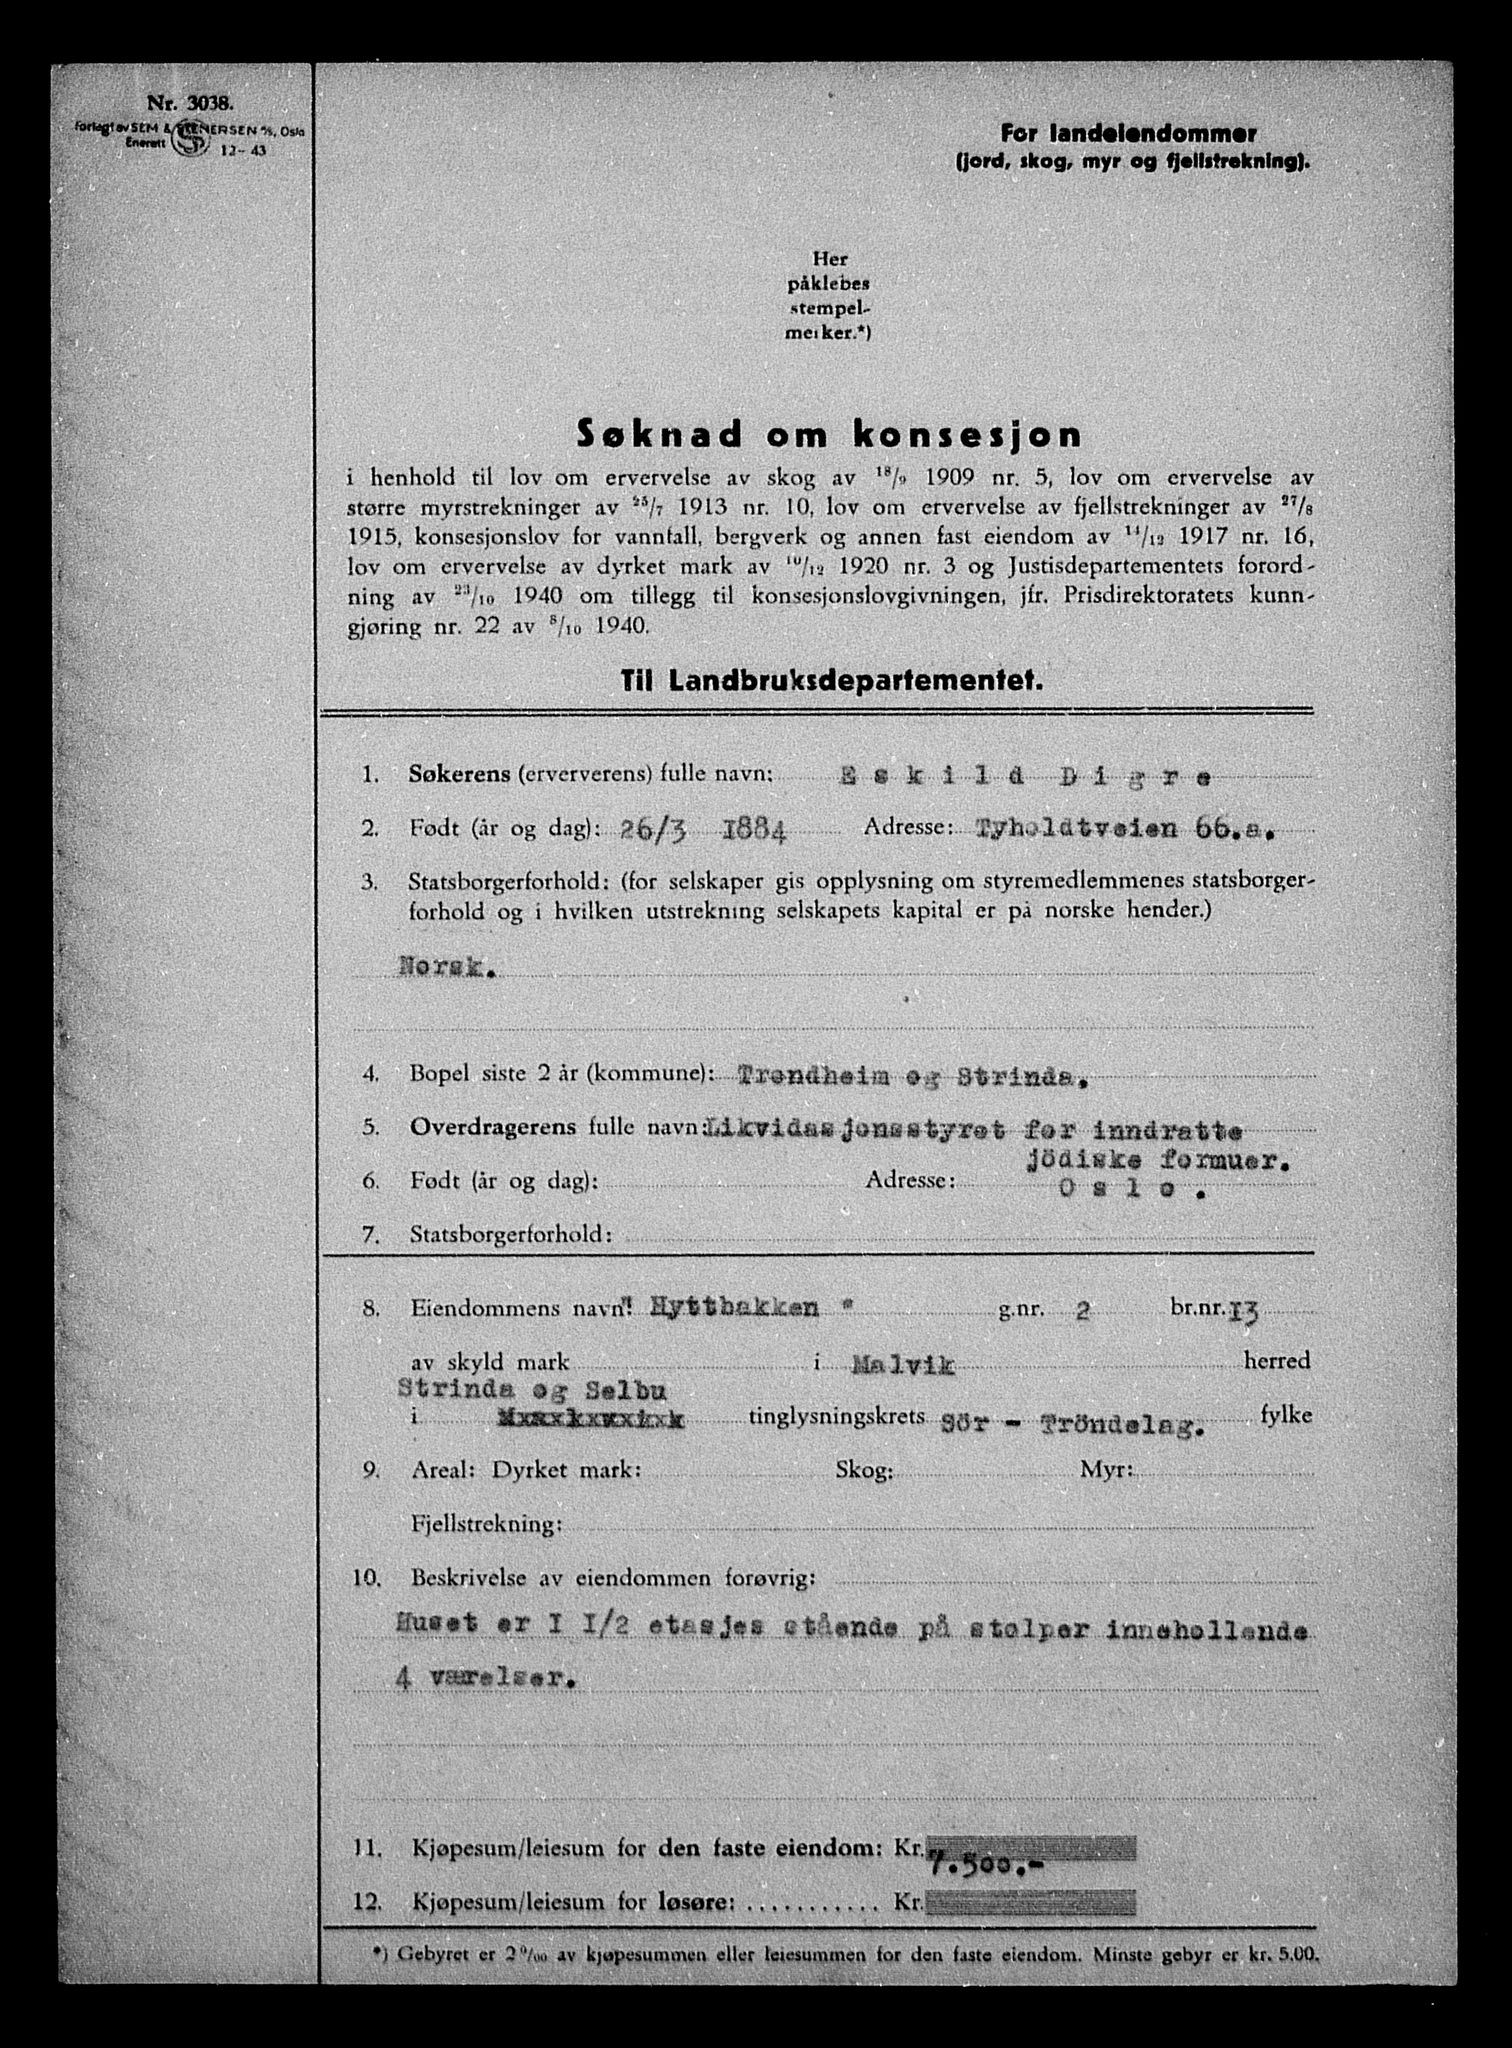 Nr. 3038.
Forlagt av SEM & STENERSEN A/S, Oslo
Enerett 12-43
For landeiendommer
(jord, skog, myr og fjellstrekning).
Her
påklebes
stempel-
merker.*)
Søknad om konsesjon
i henhold til lov om ervervelse av skog av 18/9 1909 nr. 5, lov om ervervelse av
større myrstrekninger av 25/7 1913 nr. 10, lov om ervervelse av fjellstrekninger av 27/8
1915, konsesjonslov for vannfall, bergverk og annen fast eiendom av 14/12 1917 nr. 16,
lov om ervervelse av dyrket mark av 10/12 1920 nr. 3 og Justisdepartementets forord-
ning av 23/10 1940 om tillegg til konsesjonslovgivningen, jfr. Prisdirektoratets kunn-
gjøring nr. 22 av 8/10 1940.
Til Landbruksdepartementet.
1. Søkerens (erververens) fulle navn: Eskild Digre
2. Født (år og dag): 26/3 1884 Adresse: Tyholdtveien 66.a.
3. Statsborgerforhold: (for selskaper gis opplysning om styremedlemmenes statsborger-
forhold og i hvilken utstrekning selskapets kapital er på norske hender.)
Norsk.
4. Bopel siste 2 år (kommune): Trondheim og Strinda.
5. Overdragerens fulle navn: Likvidasjonsstyret for inndratte
jödiske formuer.
6. Født (år og dag): Adresse: Oslo.
7. Statsborgerforhold:
8. Eiendommens navn: " Hyttbakken " g.nr. 2 br.nr. 13
av skyld mark i Malvik herred
Strinda og Selbu
i tinglysningskrets Sör - Tröndelag. fylke
9. Areal: Dyrket mark: Skog: Myr:
Fjellstrekning:
10. Beskrivelse av eiendommen forøvrig:
Huset er I I/2 etasjes stående på stolper innehollende
4 værelser.
11. Kjøpesum/leiesum for den faste eiendom: Kr. 7.500.-
12. Kjøpesum/leiesum for løsøre: ........... Kr.
*) Gebyret er 2 0/00 av kjøpesummen eller leiesummen for den faste eiendom. Minste gebyr er kr. 5.00.